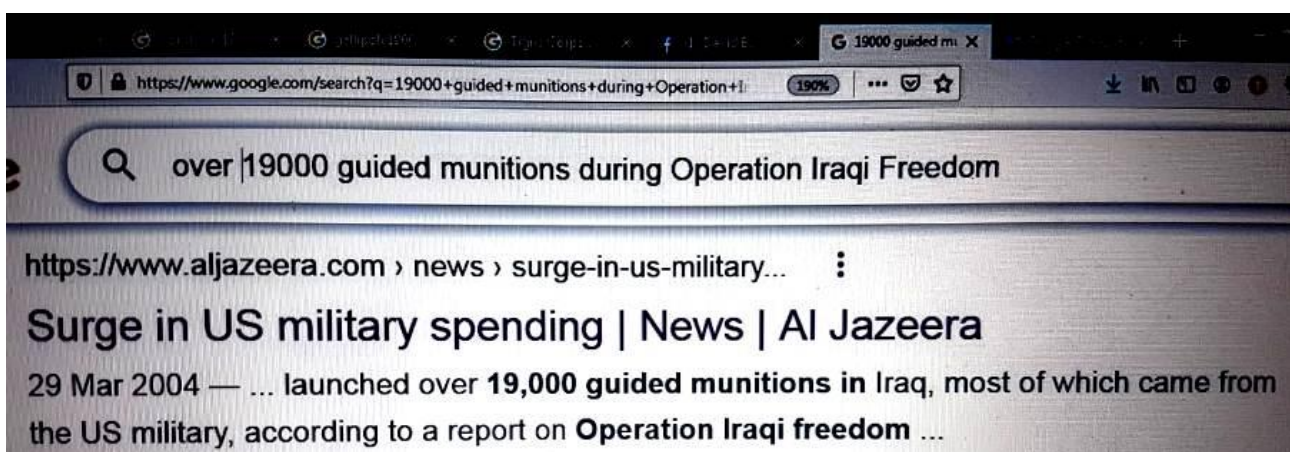 19000 guided mu
https://www.google.com/search?q=19000+guided+munitions+during+Operation+I
190%
over 19000 guided munitions during Operation Iraqi Freedom
https://www.aljazeera.com › news › surge-in-us-military...
Surge in US military spending | News | Al Jazeera
29 Mar 2004 — ... launched over 19,000 guided munitions in Iraq, most of which came from
the US military, according to a report on Operation Iraqi freedom ...